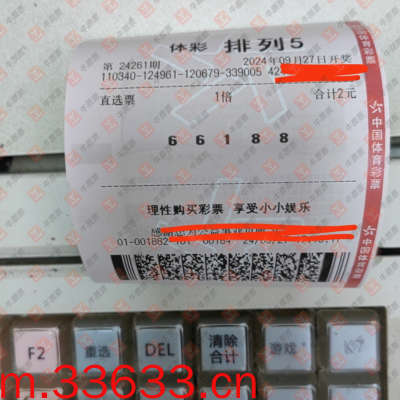 体彩 排列5
第 24261期 2024年09月27日开奖
110340-124961-120679-339005 42
直选票 1倍 合计2元
6 6 1 8 8
理性购买彩票 享受小小娱乐
01-001882
中国体育彩票
中国体育彩票
F2 重选 DEL 清除 游戏
合计
m.33633.cn